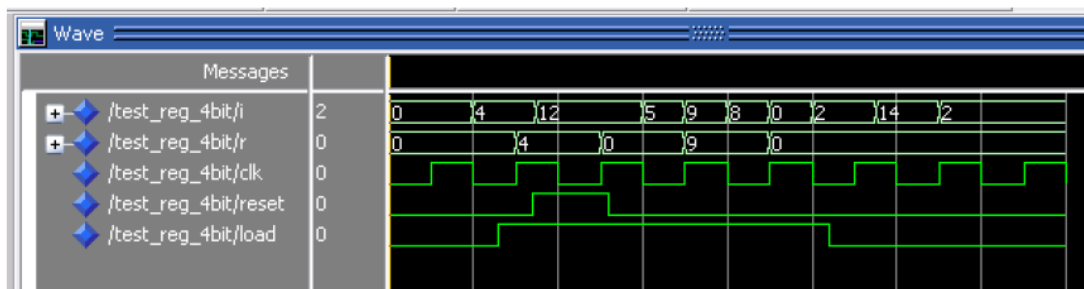 Wave
Messages
/test_reg_4bit/i 2 0 4 12 5 9 8 0 2 14 2
/test_reg_4bit/r 0 0 4 0 9 0
/test_reg_4bit/clk 0
/test_reg_4bit/reset 0
/test_reg_4bit/load 0